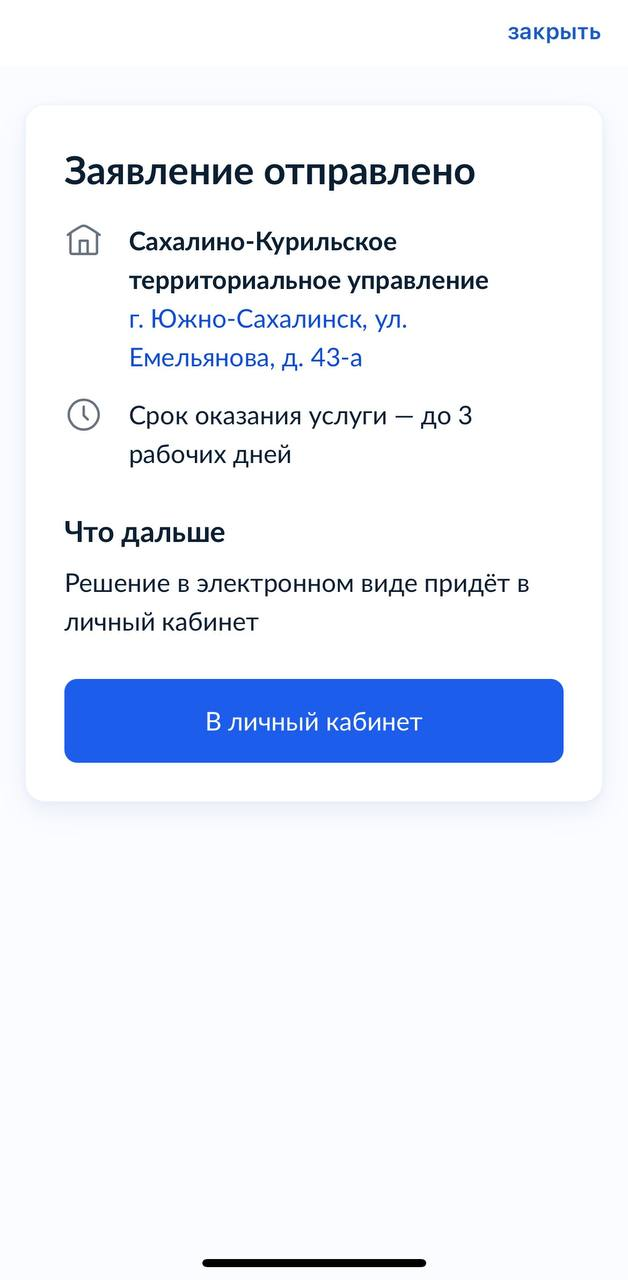 закрыть
Заявление отправлено
Сахалино-Курильское
территориальное управление
г. Южно-Сахалинск, ул.
Емельянова, д. 43-а
Срок оказания услуги — до 3
рабочих дней
Что дальше
Решение в электронном виде придёт в
личный кабинет
В личный кабинет